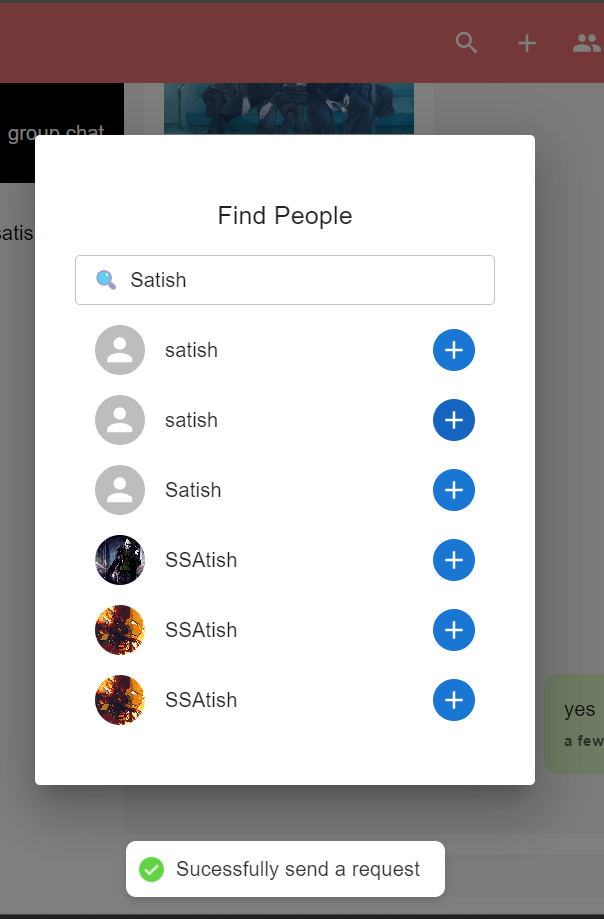 group chat
satis
Find People
Satish
satish
satish
Satish
SSAtish
SSAtish
SSAtish
yes
a few
Sucessfully send a request